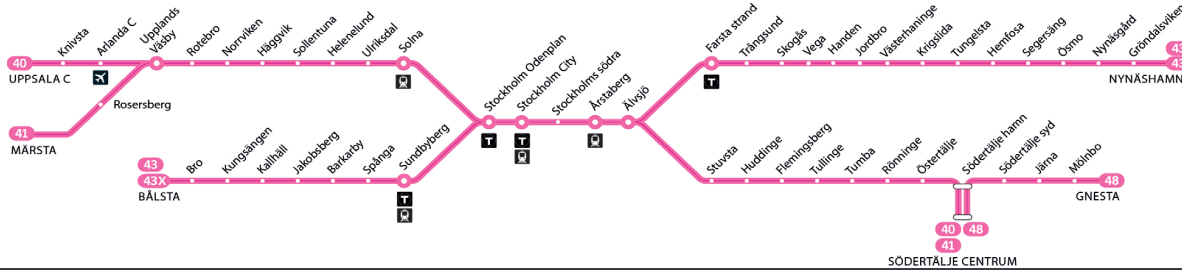 40
UPPSALA C
Knivsta
Arlanda C
Upplands
Väsby
Rotebro
Norrviken
Häggvik
Sollentuna
Helenelund
Ulriksdal
Solna
41
MÄRSTA
Rosersberg
43
43X
BÅLSTA
Bro
Kungsängen
Kallhäll
Jakobsberg
Barkarby
Spånga
Sundbyberg
T
Stockholm Odenplan
T
Stockholm City
T
Stockholms södra
Årstaberg
Älvsjö
Farsta strand
T
Trångsund
Skogås
Vega
Handen
Jordbro
Västerhaninge
Krigslida
Tungelsta
Hemfosa
Segersäng
Ösmo
Nynäsgård
Gröndalsviken
43
43
NYNÄSHAMN
Stuvsta
Huddinge
Flemingsberg
Tullinge
Tumba
Rönninge
Östertälje
Södertälje hamn
Södertälje syd
Järna
Mölnbo
48
GNESTA
40
48
41
SÖDERTÄLJE CENTRUM